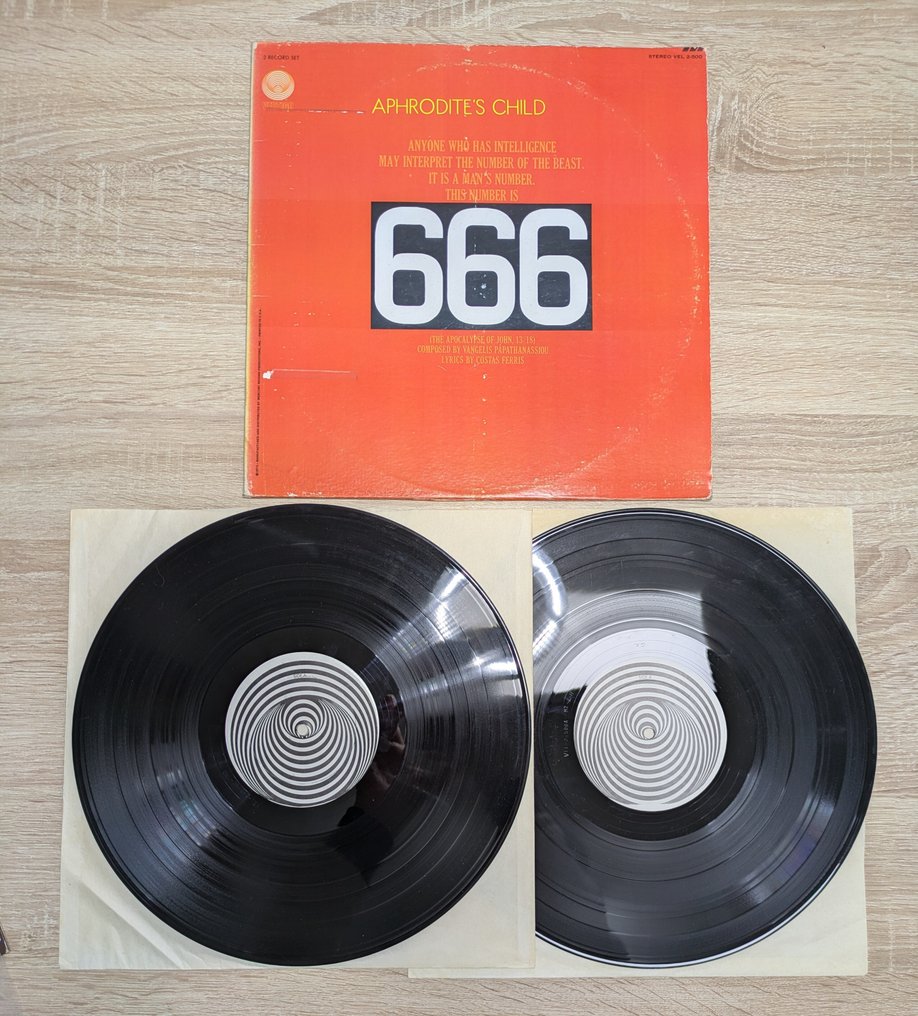 2 RECORD SET
STEREO VEL 2-500
VERTIGO
APHRODITE'S CHILD
ANYONE WHO HAS INTELLIGENCE
MAY INTERPRET THE NUMBER OF THE BEAST.
IT IS A MAN'S NUMBER.
THIS NUMBER IS
666
(THE APOCALYPSE OF JOHN, 13-18)
COMPOSED BY VANGELIS PAPATHANASSIOU
LYRICS BY COSTAS FERRIS